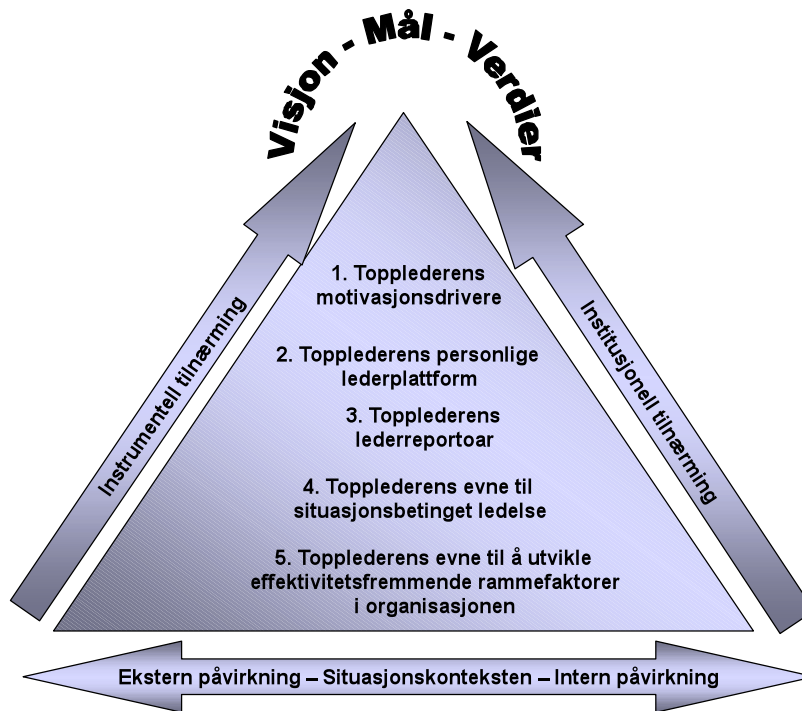 Visjon - Mål - Verdier
Instrumentell tilnærming
1. Topplederens
motivasjonsdrivere
2. Topplederens personlige
lederplattform
3. Topplederens
lederreportoar
4. Topplederens evne til
situasjonsbetinget ledelse
5. Topplederens evne til å utvikle
effektivitetsfremmende rammefaktorer
i organisasjonen
Institusjonell tilnærming
Ekstern påvirkning – Situasjonskonteksten – Intern påvirkning